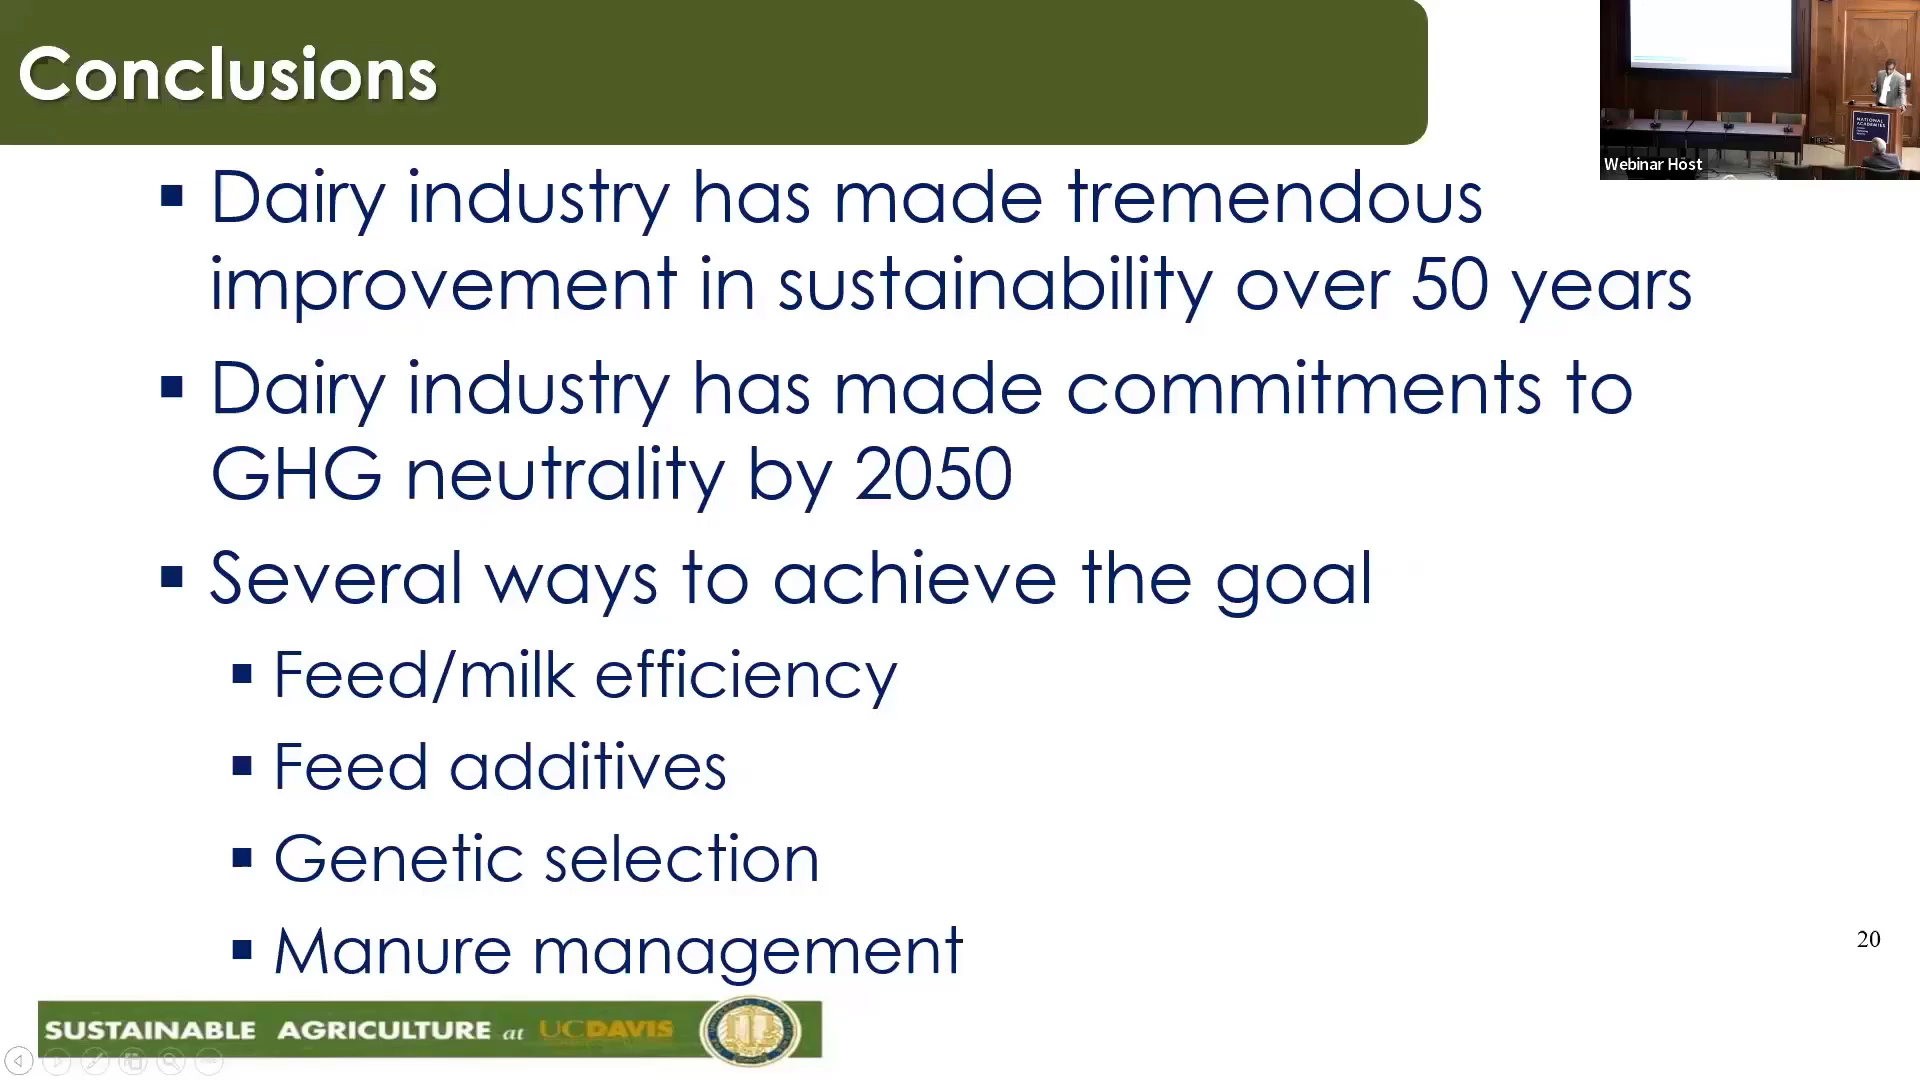 Conclusions
Webinar Host
NATIONAL
ACADEMIES
▪ Dairy industry has made tremendous
improvement in sustainability over 50 years
▪ Dairy industry has made commitments to
GHG neutrality by 2050
▪ Several ways to achieve the goal
▪ Feed/milk efficiency
▪ Feed additives
▪ Genetic selection
▪ Manure management
20
SUSTAINABLE AGRICULTURE at UCDAVIS